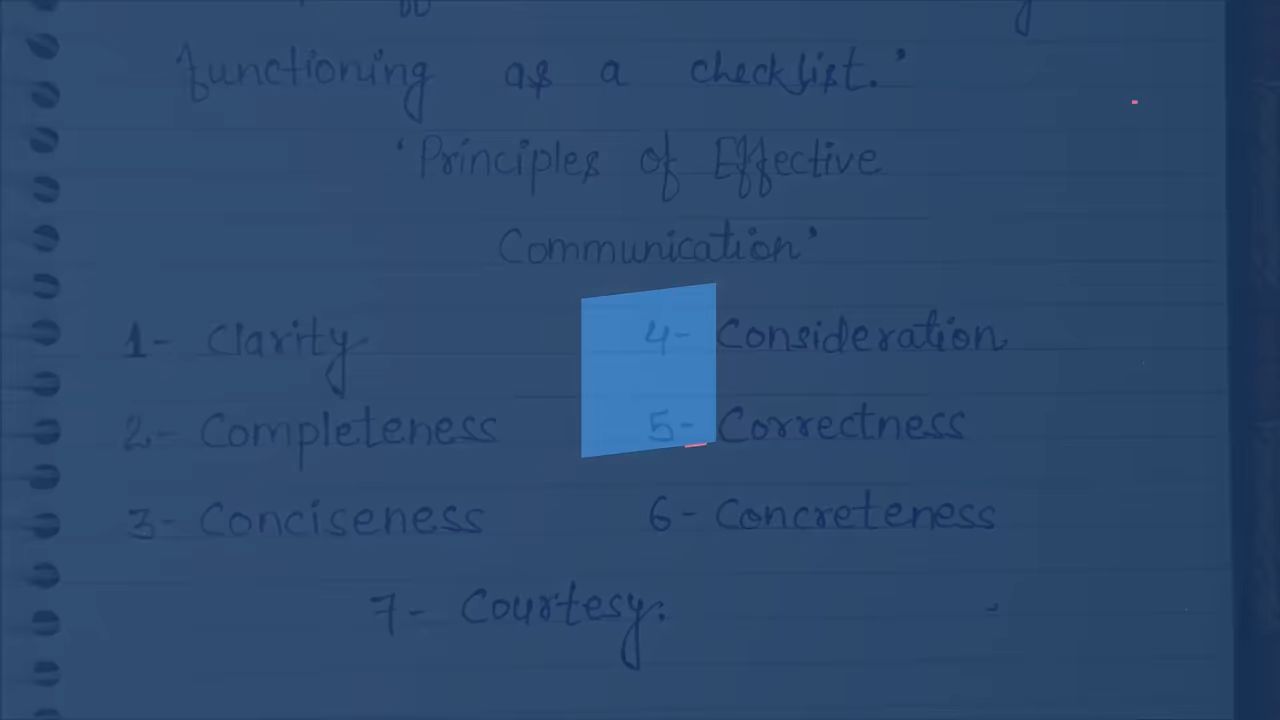 functioning as a checklist.'
'Principles of Effective
Communication'
1- Clarity
4- Consideration
2- Completeness
5- Correctness
3- Conciseness
6- Concreteness
7- Courtesy.